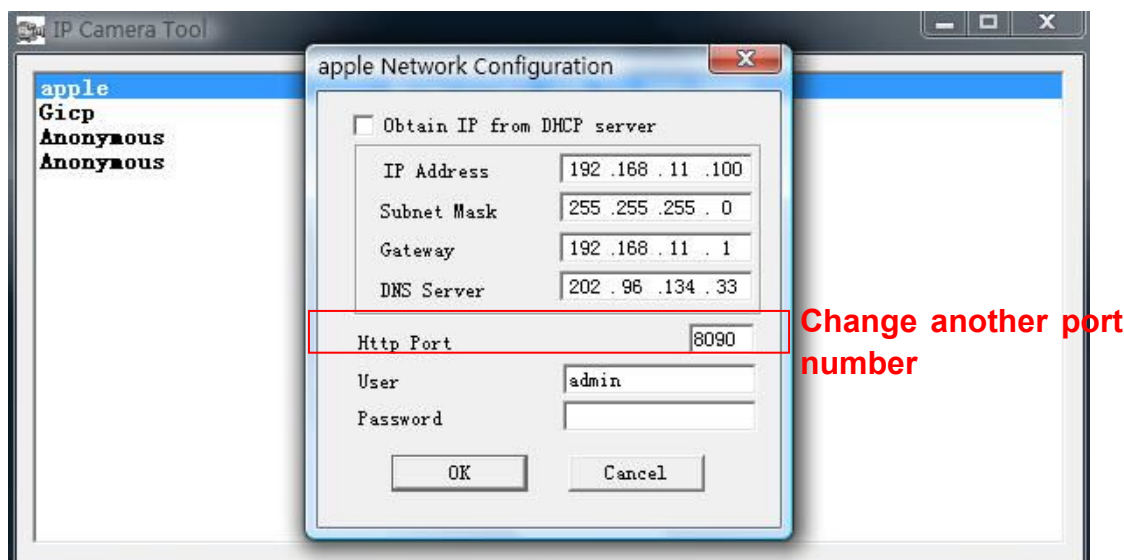 IP Camera Tool
apple
Gicp
Anonymous
Anonymous
apple Network Configuration
Obtain IP from DHCP server
IP Address 192 .168 . 11 .100
Subnet Mask 255 .255 .255 . 0
Gateway 192 .168 . 11 . 1
DNS Server 202 . 96 .134 . 33
Http Port 8090
User admin
Password
OK Cancel
Change another port
number